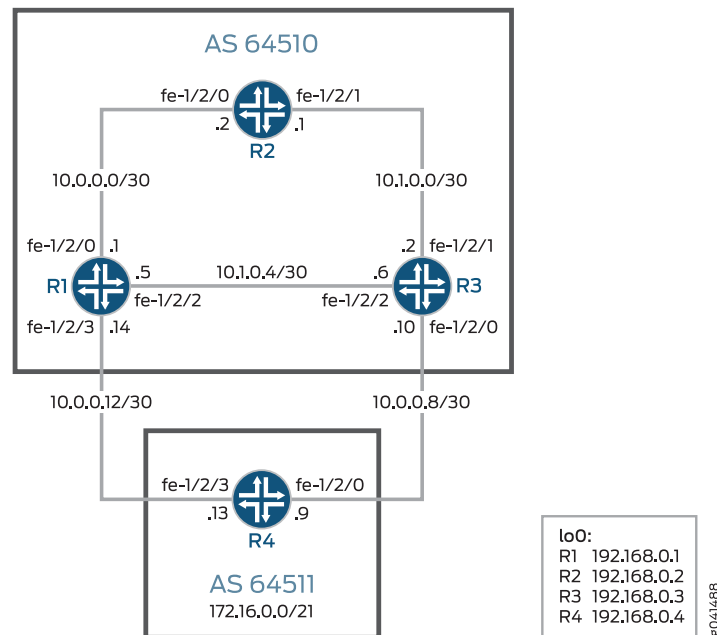 AS 64510
fe-1/2/0 fe-1/2/1
.2 .1
R2
10.0.0.0/30 10.1.0.0/30
fe-1/2/0 .1 .2 fe-1/2/1
R1 .5 10.1.0.4/30 .6 R3
fe-1/2/2 fe-1/2/2
fe-1/2/3 .14 .10 fe-1/2/0
10.0.0.12/30 10.0.0.8/30
fe-1/2/3 fe-1/2/0
.13 .9
R4
AS 64511
172.16.0.0/21
lo0:
R1 192.168.0.1
R2 192.168.0.2
R3 192.168.0.3
R4 192.168.0.4
g041488